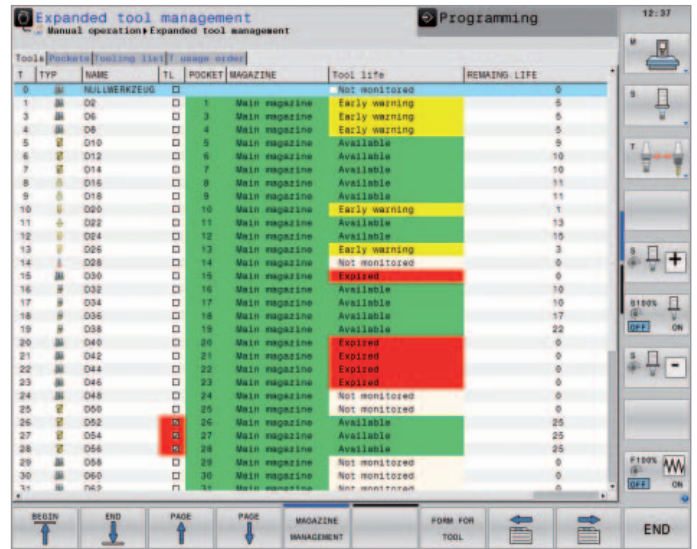 Expanded tool management
Manual operation Expanded tool management
Programming
12:37
Tools Pockets Tooling list T usage order
T TYP NAME TL POCKET MAGAZINE Tool life REMAING.LIFE
0 NULLWERKZEUG Not monitored 0
1 D2 1 Main magazine Early warning 5
3 D6 3 Main magazine Early warning 5
4 D8 4 Main magazine Early warning 5
5 D10 5 Main magazine Available 9
6 D12 6 Main magazine Available 10
7 D14 7 Main magazine Available 10
8 D16 8 Main magazine Available 11
9 D18 9 Main magazine Available 11
10 D20 10 Main magazine Early warning 1
11 D22 11 Main magazine Available 13
12 D24 12 Main magazine Available 15
13 D26 13 Main magazine Early warning 3
14 D28 14 Main magazine Not monitored 0
15 D30 15 Main magazine Expired 0
16 D32 16 Main magazine Available 10
17 D34 17 Main magazine Available 10
18 D36 18 Main magazine Available 17
19 D38 19 Main magazine Available 22
20 D40 20 Main magazine Expired 0
21 D42 21 Main magazine Expired 0
22 D44 22 Main magazine Expired 0
23 D46 23 Main magazine Expired 0
24 D48 24 Main magazine Not monitored 0
25 D50 25 Main magazine Not monitored 0
26 D52 26 Main magazine Available 25
27 D54 27 Main magazine Available 25
28 D56 28 Main magazine Available 25
29 D58 29 Main magazine Not monitored 0
30 D60 30 Main magazine Not monitored 0
31 D62 31 Main magazine Not monitored 0
M
S
T
S
S100%
OFF ON
S
F100%
OFF ON
BEGIN
END
PAGE
PAGE
MAGAZINE
MANAGEMENT
FORM FOR
TOOL
END